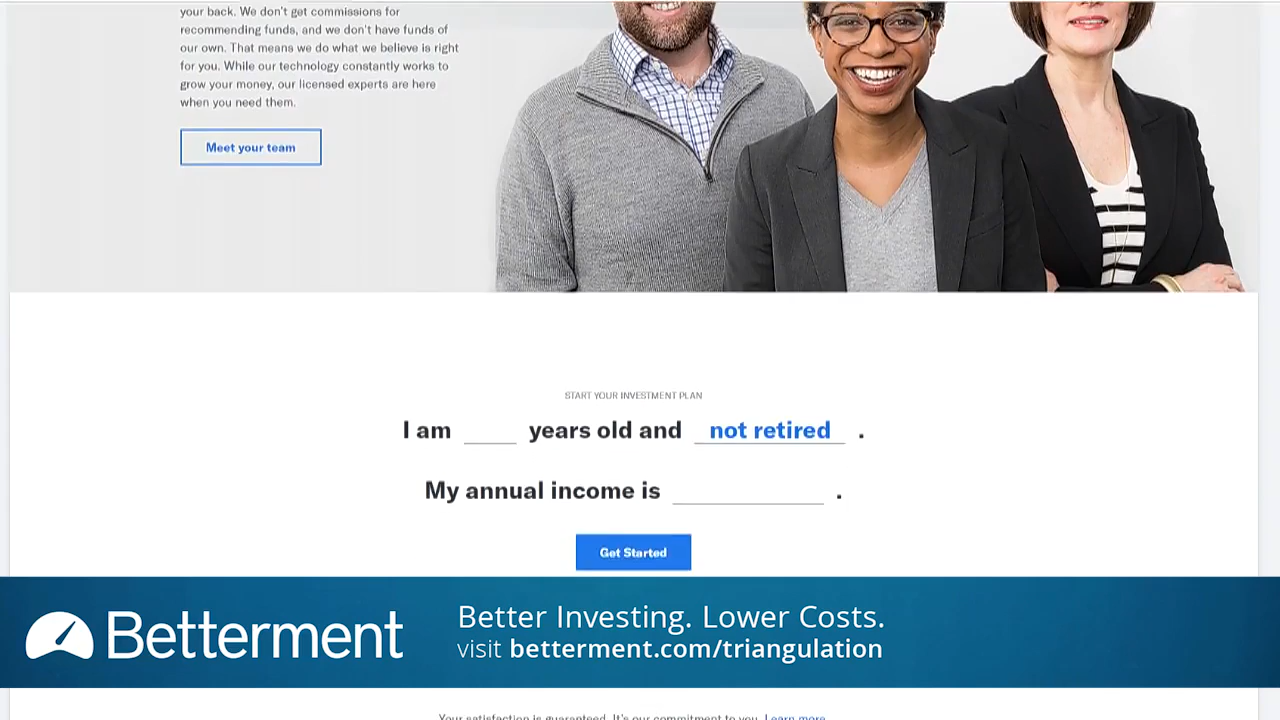 your back. We don't get commissions for
recommending funds, and we don't have funds of
our own. That means we do what we believe is right
for you. While our technology constantly works to
grow your money, our licensed experts are here
when you need them.
Meet your team
START YOUR INVESTMENT PLAN
I am ____ years old and not retired .
My annual income is ____ .
Get Started
Betterment
Better Investing. Lower Costs.
visit betterment.com/triangulation
Your satisfaction is guaranteed. It's our commitment to you. Learn more